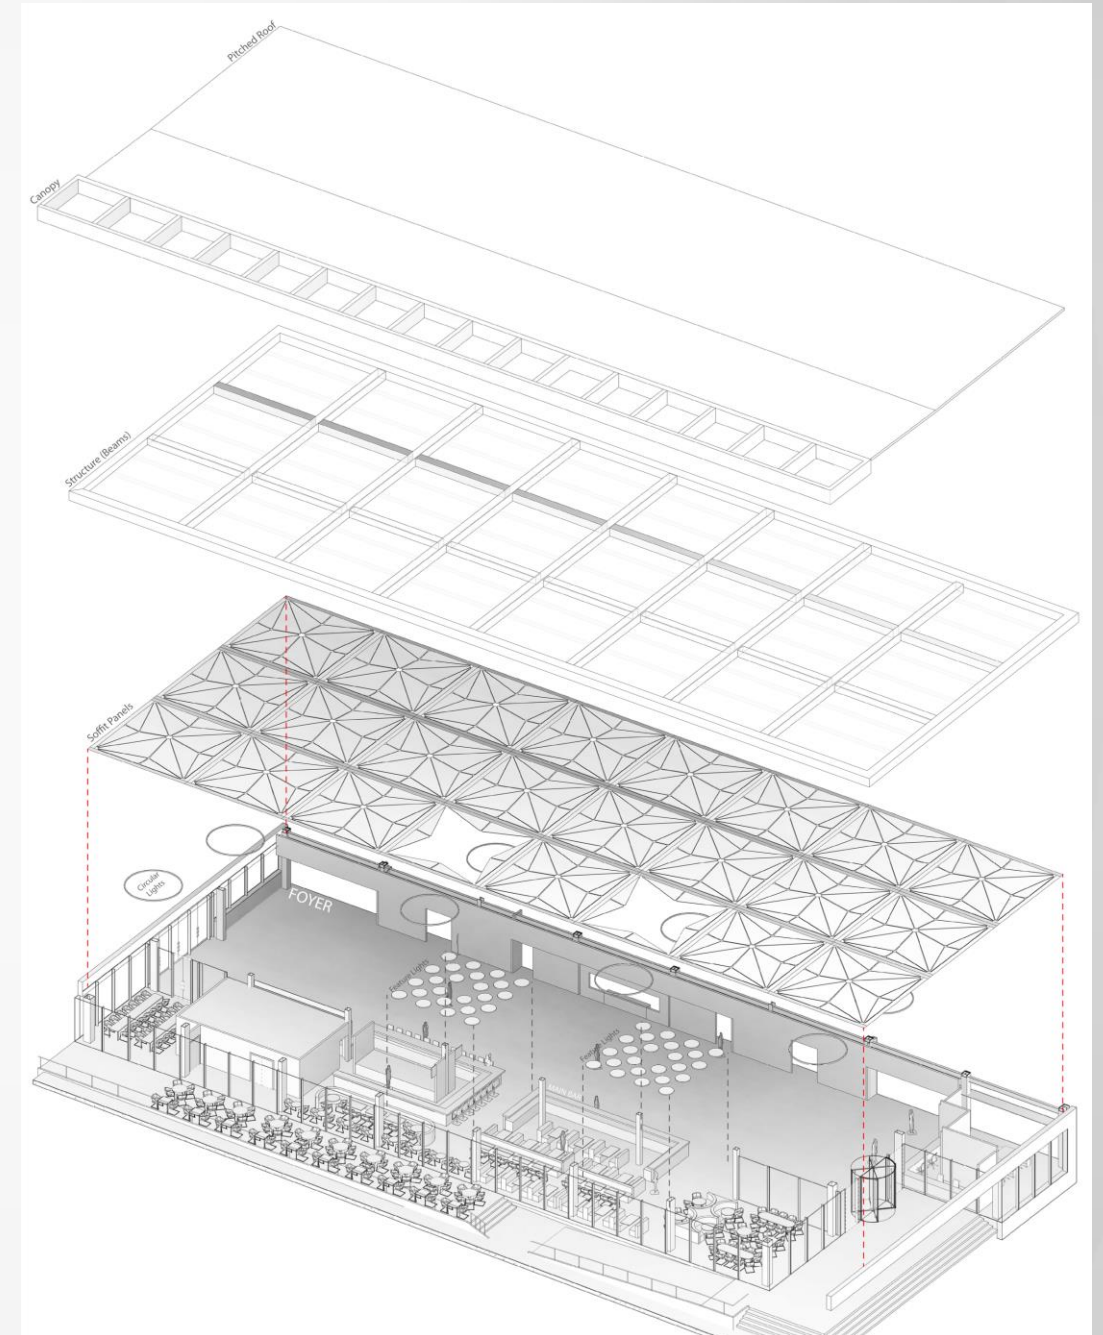 Pitched Roof
Canopy
Structure (Beams)
Soffit Panels
Circular
Lights
FOYER
Feature Lights
Feature Lights